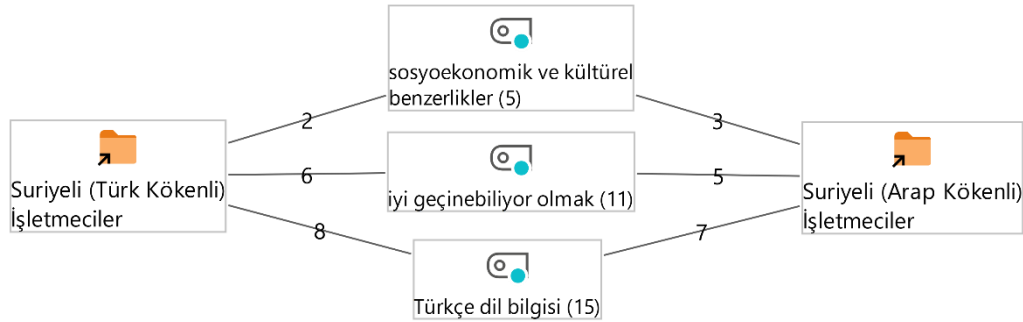 sosyoekonomik ve kültürel
benzerlikler (5)
2
3
Suriyeli (Türk Kökenli)
İşletmeciler
6
iyi geçinebiliyor olmak (11)
5
Suriyeli (Arap Kökenli)
İşletmeciler
8
7
Türkçe dil bilgisi (15)